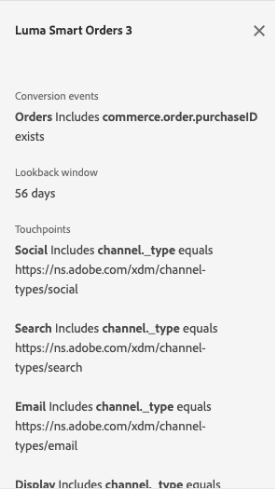 Luma Smart Orders 3
Conversion events
Orders Includes commerce.order.purchaseID
exists
Lookback window
56 days
Touchpoints
Social Includes channel._type equals
https://ns.adobe.com/xdm/channel-
types/social
Search Includes channel._type equals
https://ns.adobe.com/xdm/channel-
types/search
Email Includes channel._type equals
https://ns.adobe.com/xdm/channel-
types/email
Display Includes channel._type equals